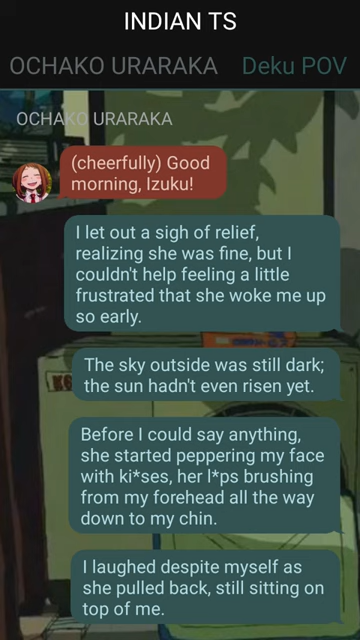 INDIAN TS
OCHAKO URARAKA Deku POV
OCHAKO URARAKA
(cheerfully) Good
morning, Izuku!
I let out a sigh of relief,
realizing she was fine, but I
couldn't help feeling a little
frustrated that she woke me up
so early.
The sky outside was still dark;
the sun hadn't even risen yet.
Before I could say anything,
she started peppering my face
with ki*ses, her l*ps brushing
from my forehead all the way
down to my chin.
I laughed despite myself as
she pulled back, still sitting on
top of me.